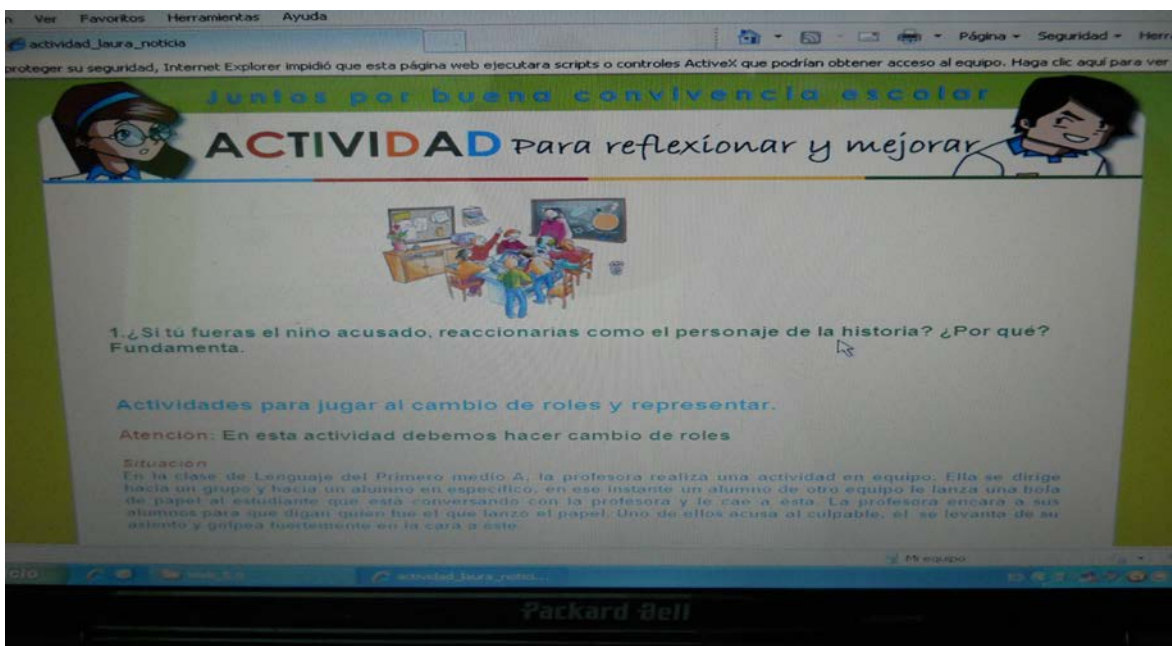 Ver Favoritos Herramientas Ayuda
actividad_laura_noticia
Página Seguridad Herr
proteger su seguridad, Internet Explorer impidió que esta página web ejecutara scripts o controles ActiveX que podrían obtener acceso al equipo. Haga clic aquí para ver
Juntos por buena convivencia escolar
ACTIVIDAD Para reflexionar y mejorar
1.¿Si tú fueras el niño acusado, reaccionarias como el personaje de la historia? ¿Por qué?
Fundamenta.
Actividades para jugar al cambio de roles y representar.
Atención: En esta actividad debemos hacer cambio de roles
Situación
En la clase de Lenguaje del Primero medio A, la profesora realiza una actividad en equipo. Ella se dirige
hacia un grupo y hacia un alumno en específico, en ese instante un alumno de otro equipo le lanza una bola
de papel al estudiante que está conversando con la profesora y le cae a ésta. La profesora encara a sus
alumnos para que digan quien fue el que lanzo el papel. Uno de ellos acusa al culpable, él se levanta de su
asiento y golpea fuertemente en la cara a este.
Mi equipo
cio
actividad_laura_notici...
Packard Bell